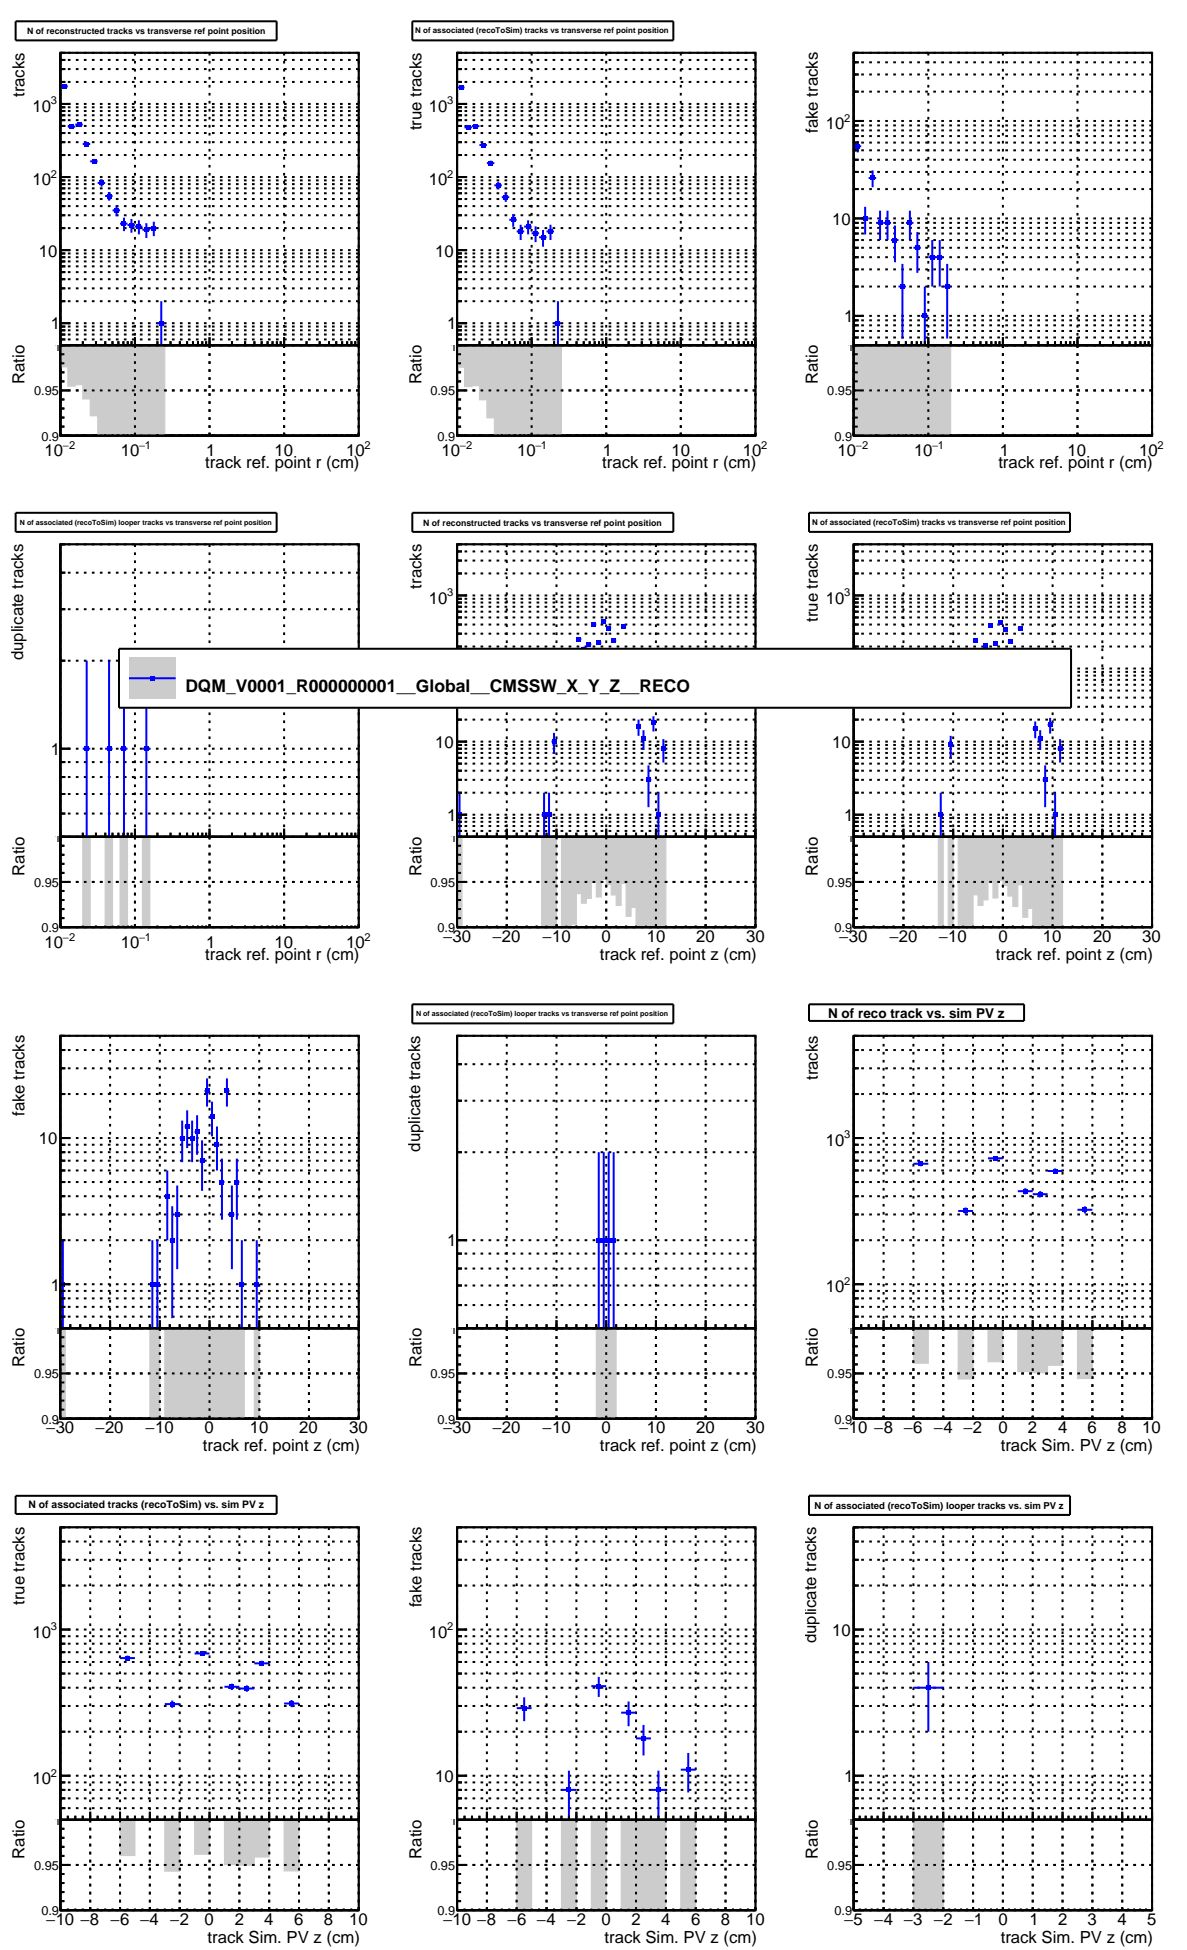 N of reconstructed tracks vs transverse ref point position
tracks
10³
10²
10
1
Ratio
0.95
0.9
10⁻² 10⁻¹ 1 10 10²
track ref. point r (cm)
N of associated (recoToSim) tracks vs transverse ref point position
true tracks
10³
10²
10
1
Ratio
0.95
0.9
10⁻² 10⁻¹ 1 10 10²
track ref. point r (cm)
fake tracks
10²
10
1
Ratio
0.95
0.9
10⁻² 10⁻¹ 1 10 10²
track ref. point r (cm)
N of associated (recoToSim) looper tracks vs transverse ref point position
duplicate tracks
1
Ratio
0.95
0.9
10⁻² 10⁻¹ 1 10 10²
track ref. point r (cm)
N of reconstructed tracks vs transverse ref point position
tracks
10³
10
1
Ratio
0.95
0.9
−30 −20 −10 0 10 20 30
track ref. point z (cm)
N of associated (recoToSim) tracks vs transverse ref point position
true tracks
10³
10
1
Ratio
0.95
0.9
−30 −20 −10 0 10 20 30
track ref. point z (cm)
DQM_V0001_R000000001__Global__CMSSW_X_Y_Z__RECO
fake tracks
10
1
Ratio
0.95
0.9
−30 −20 −10 0 10 20 30
track ref. point z (cm)
N of associated (recoToSim) looper tracks vs transverse ref point position
duplicate tracks
1
Ratio
0.95
0.9
−30 −20 −10 0 10 20 30
track ref. point z (cm)
N of reco track vs. sim PV z
tracks
10³
10²
Ratio
0.95
0.9
−10 −8 −6 −4 −2 0 2 4 6 8 10
track Sim. PV z (cm)
N of associated tracks (recoToSim) vs. sim PV z
true tracks
10³
10²
Ratio
0.95
0.9
−10 −8 −6 −4 −2 0 2 4 6 8 10
track Sim. PV z (cm)
fake tracks
10²
10
Ratio
0.95
0.9
−10 −8 −6 −4 −2 0 2 4 6 8 10
track Sim. PV z (cm)
N of associated (recoToSim) looper tracks vs. sim PV z
duplicate tracks
10
1
Ratio
0.95
0.9
−5 −4 −3 −2 −1 0 1 2 3 4 5
track Sim. PV z (cm)